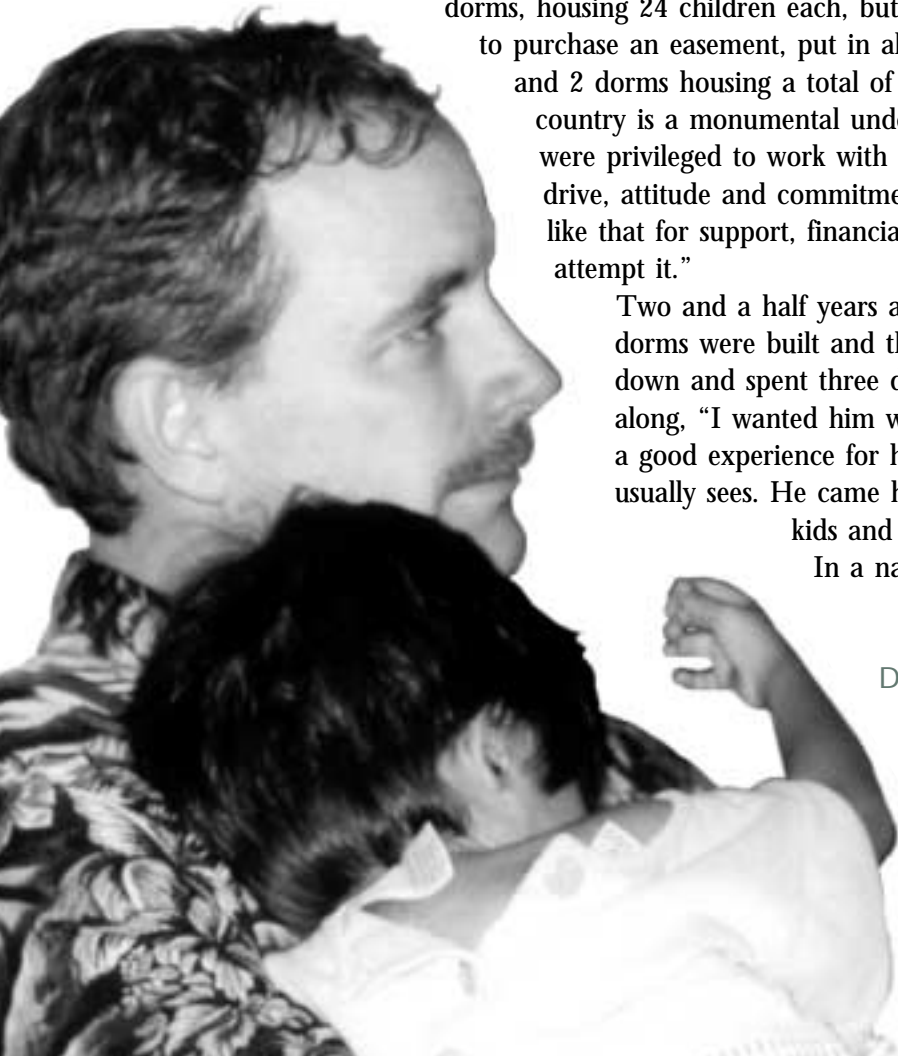 dorms, housing 24 children each, but
to purchase an easement, put in al
and 2 dorms housing a total of
country is a monumental unde
were privileged to work with
drive, attitude and commitme
like that for support, financia
attempt it.”
Two and a half years a
dorms were built and th
down and spent three d
along, “I wanted him w
a good experience for h
usually sees. He came h
kids and
In a na
D